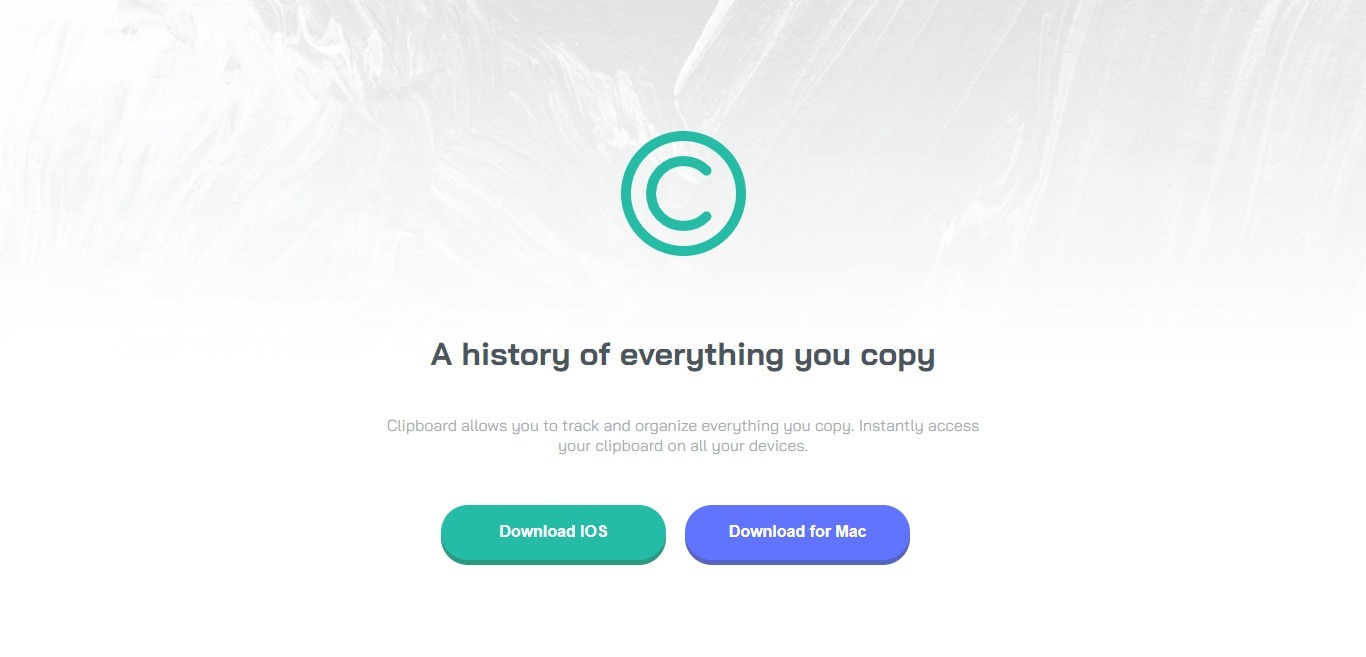 A history of everything you copy
Clipboard allows you to track and organize everything you copy. Instantly access
your clipboard on all your devices.
Download IOS
Download for Mac